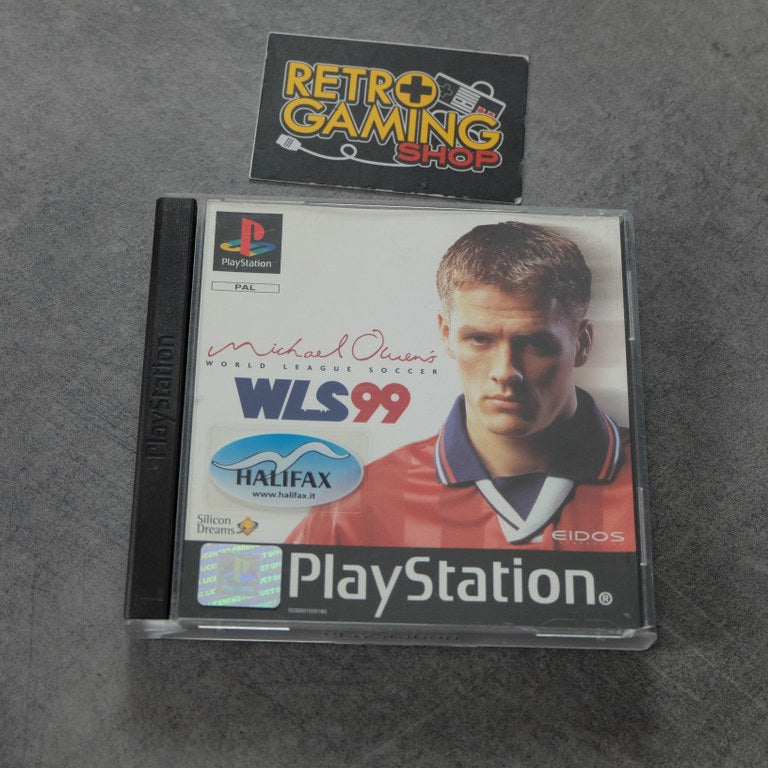 RETRO
GAMING
SHOP
PlayStation
PAL
Michael Owen's
WORLD LEAGUE SOCCER
WLS99
HALIFAX
www.halifax.it
Silicon
Dreams
EIDOS
PlayStation®
PlayStation